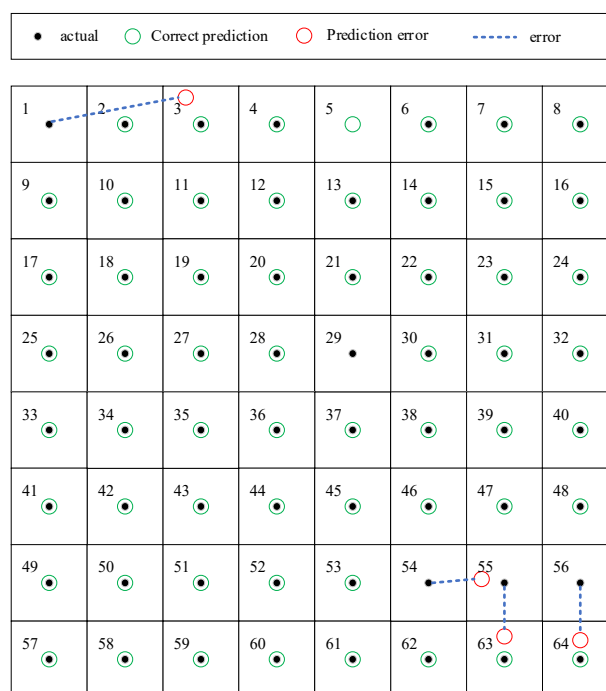 actual Correct prediction Prediction error error
1 2 3 4 5 6 7 8
9 10 11 12 13 14 15 16
17 18 19 20 21 22 23 24
25 26 27 28 29 30 31 32
33 34 35 36 37 38 39 40
41 42 43 44 45 46 47 48
49 50 51 52 53 54 55 56
57 58 59 60 61 62 63 64